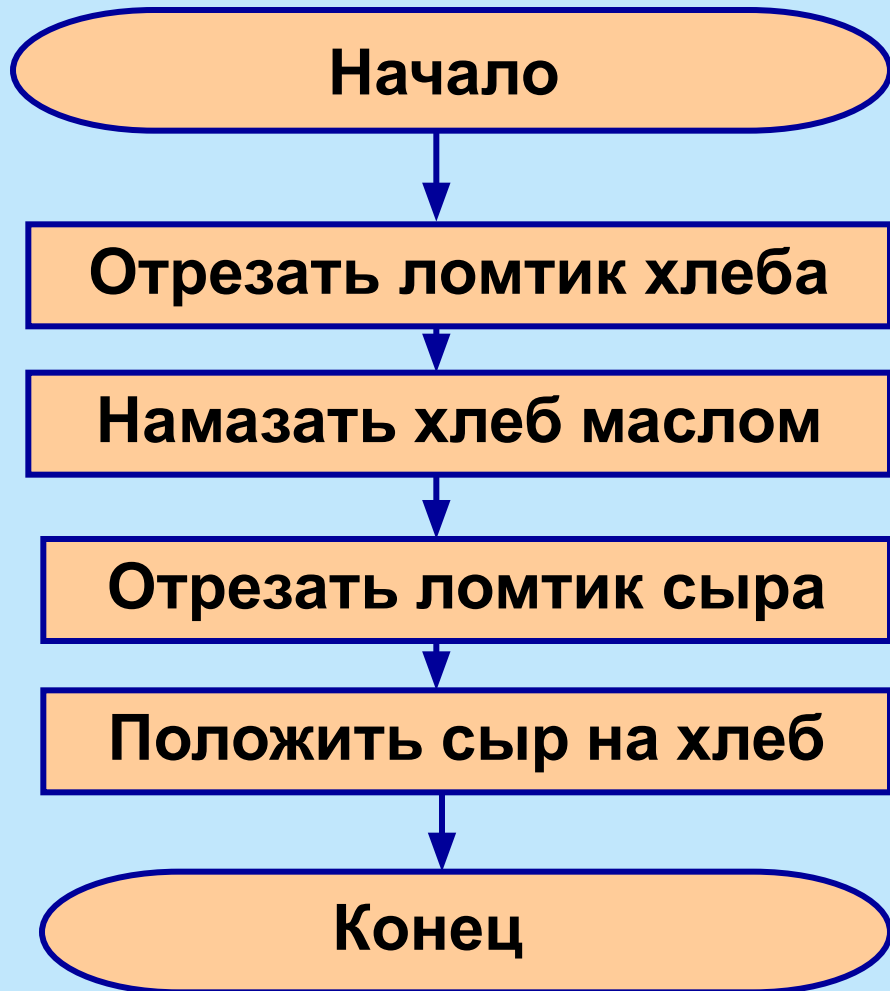 Начало
Отрезать ломтик хлеба
Намазать хлеб маслом
Отрезать ломтик сыра
Положить сыр на хлеб
Конец